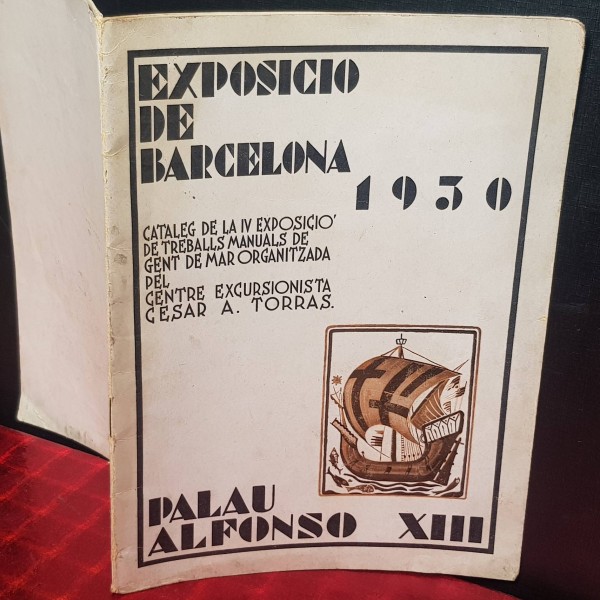 EXPOSICIO
DE
BARCELONA
1930
CATALEG DE LA IV EXPOSICIO'
DE TREBALLS MANUALS DE
GENT DE MAR ORGANITZADA
PEL
CENTRE EXCURSIONISTA
CESAR A. TORRAS.
PALAU
ALFONSO XIII